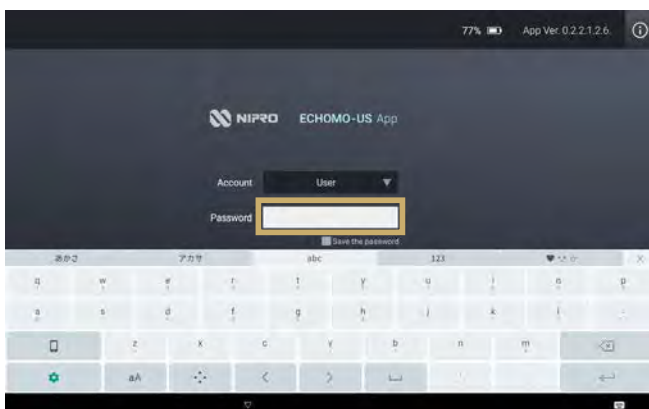 77% App Ver. 0.2.2.1.2.6.
NIPRO ECHOMO-US App
Account User
Password
Save the password
あかさ アカサ abc 123
q w e r t y u i o p
a s d f g h j k l
z x c v b n m
aA